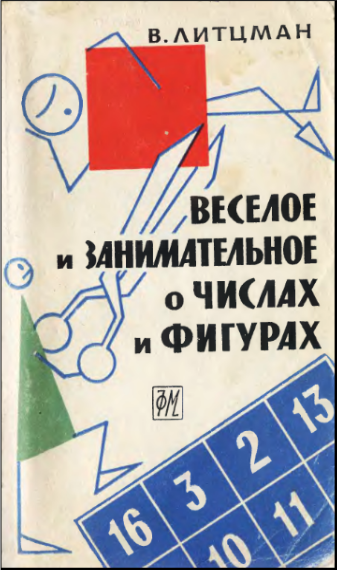 В. ЛИТЦМАН
ВЕСЕЛОЕ
и ЗАНИМАТЕЛЬНОЕ
о ЧИСЛАХ
и ФИГУРАХ
ФМ
16 3 2 13
10 11